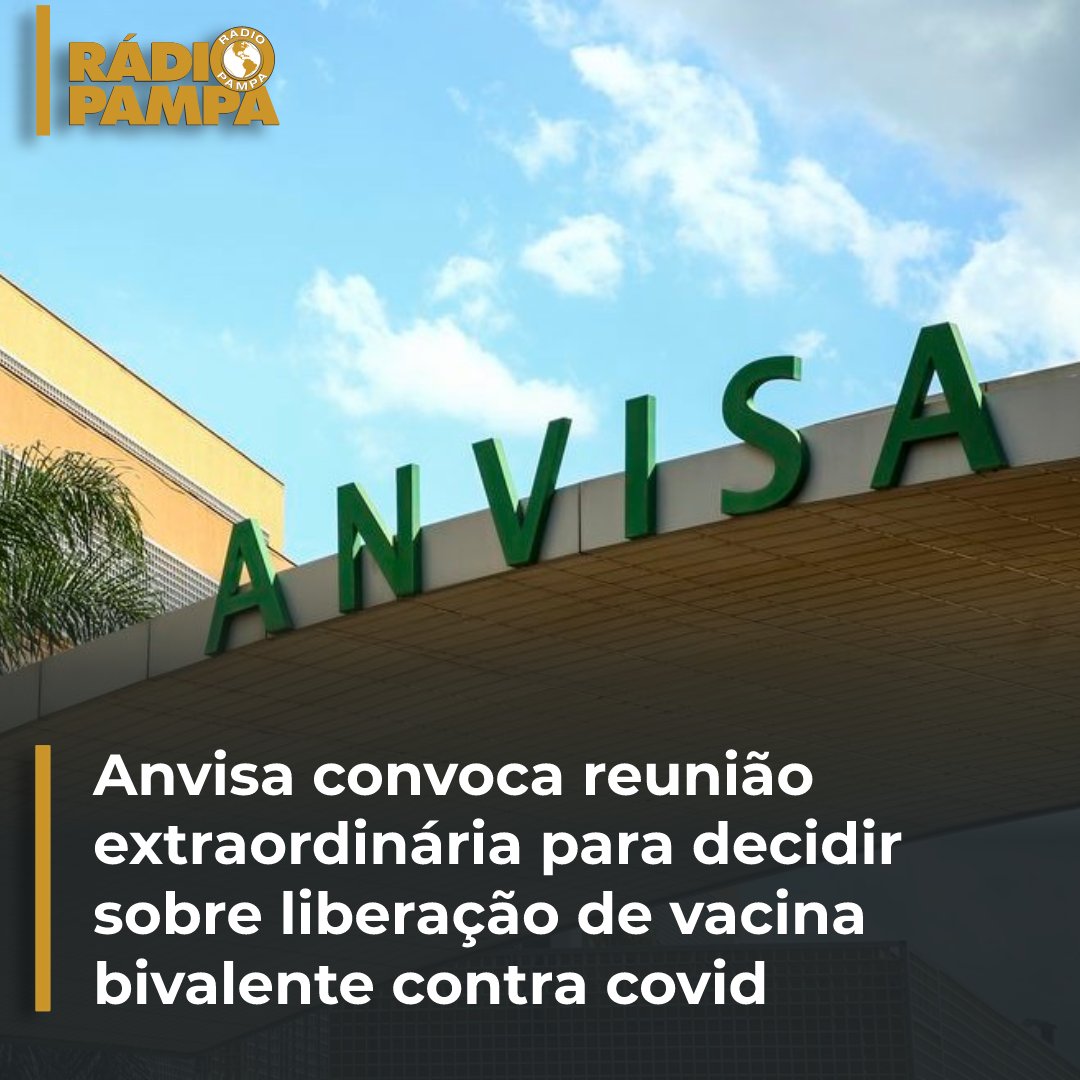 RÁDIO
PAMPA
RADIO
PAMPA
ANVISA
Anvisa convoca reunião
extraordinária para decidir
sobre liberação de vacina
bivalente contra covid